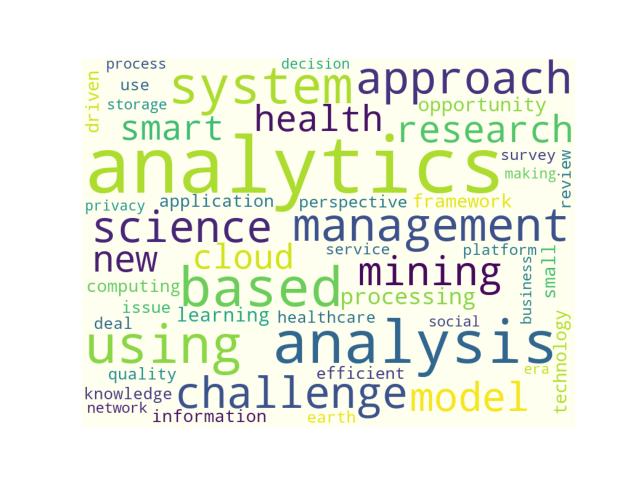 process decision
driven use storage system approach
smart health opportunity
research
analytics survey
making review
privacy application perspective framework
science management
new cloud service platform
mining business small
computing based processing
issue learning healthcare
deal social
using analysis technology
quality efficient era
knowledge challenge model
network information earth